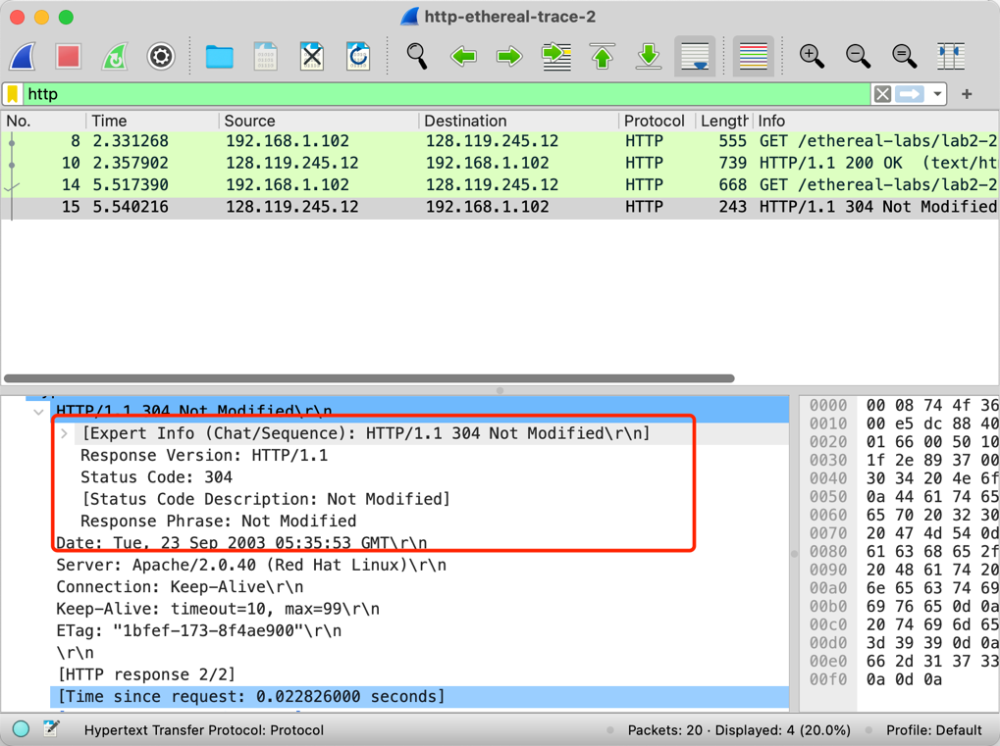 http-ethereal-trace-2
http
No. Time Source Destination Protocol Length Info
8 2.331268 192.168.1.102 128.119.245.12 HTTP 555 GET /ethereal-labs/lab2-2
10 2.357902 128.119.245.12 192.168.1.102 HTTP 739 HTTP/1.1 200 OK (text/ht
14 5.517390 192.168.1.102 128.119.245.12 HTTP 668 GET /ethereal-labs/lab2-2
15 5.540216 128.119.245.12 192.168.1.102 HTTP 243 HTTP/1.1 304 Not Modified
HTTP/1.1 304 Not Modified\r\n
[Expert Info (Chat/Sequence): HTTP/1.1 304 Not Modified\r\n]
Response Version: HTTP/1.1
Status Code: 304
[Status Code Description: Not Modified]
Response Phrase: Not Modified
Date: Tue, 23 Sep 2003 05:35:53 GMT\r\n
Server: Apache/2.0.40 (Red Hat Linux)\r\n
Connection: Keep-Alive\r\n
Keep-Alive: timeout=10, max=99\r\n
ETag: "1bfef-173-8f4ae900"\r\n
\r\n
[HTTP response 2/2]
[Time since request: 0.022826000 seconds]
0000 00 08 74 4f 36
0010 00 e5 dc 88 40
0020 01 66 00 50 10
0030 1f 2e 89 37 00
0040 30 34 20 4e 6f
0050 0a 44 61 74 65
0060 65 70 20 32 30
0070 20 47 4d 54 0d
0080 61 63 68 65 2f
0090 20 48 61 74 20
00a0 6e 65 63 74 69
00b0 69 76 65 0d 0a
00c0 20 74 69 6d 65
00d0 3d 39 39 0d 0a
00e0 66 2d 31 37 33
00f0 0a 0d 0a
Hypertext Transfer Protocol: Protocol
Packets: 20 · Displayed: 4 (20.0%)
Profile: Default